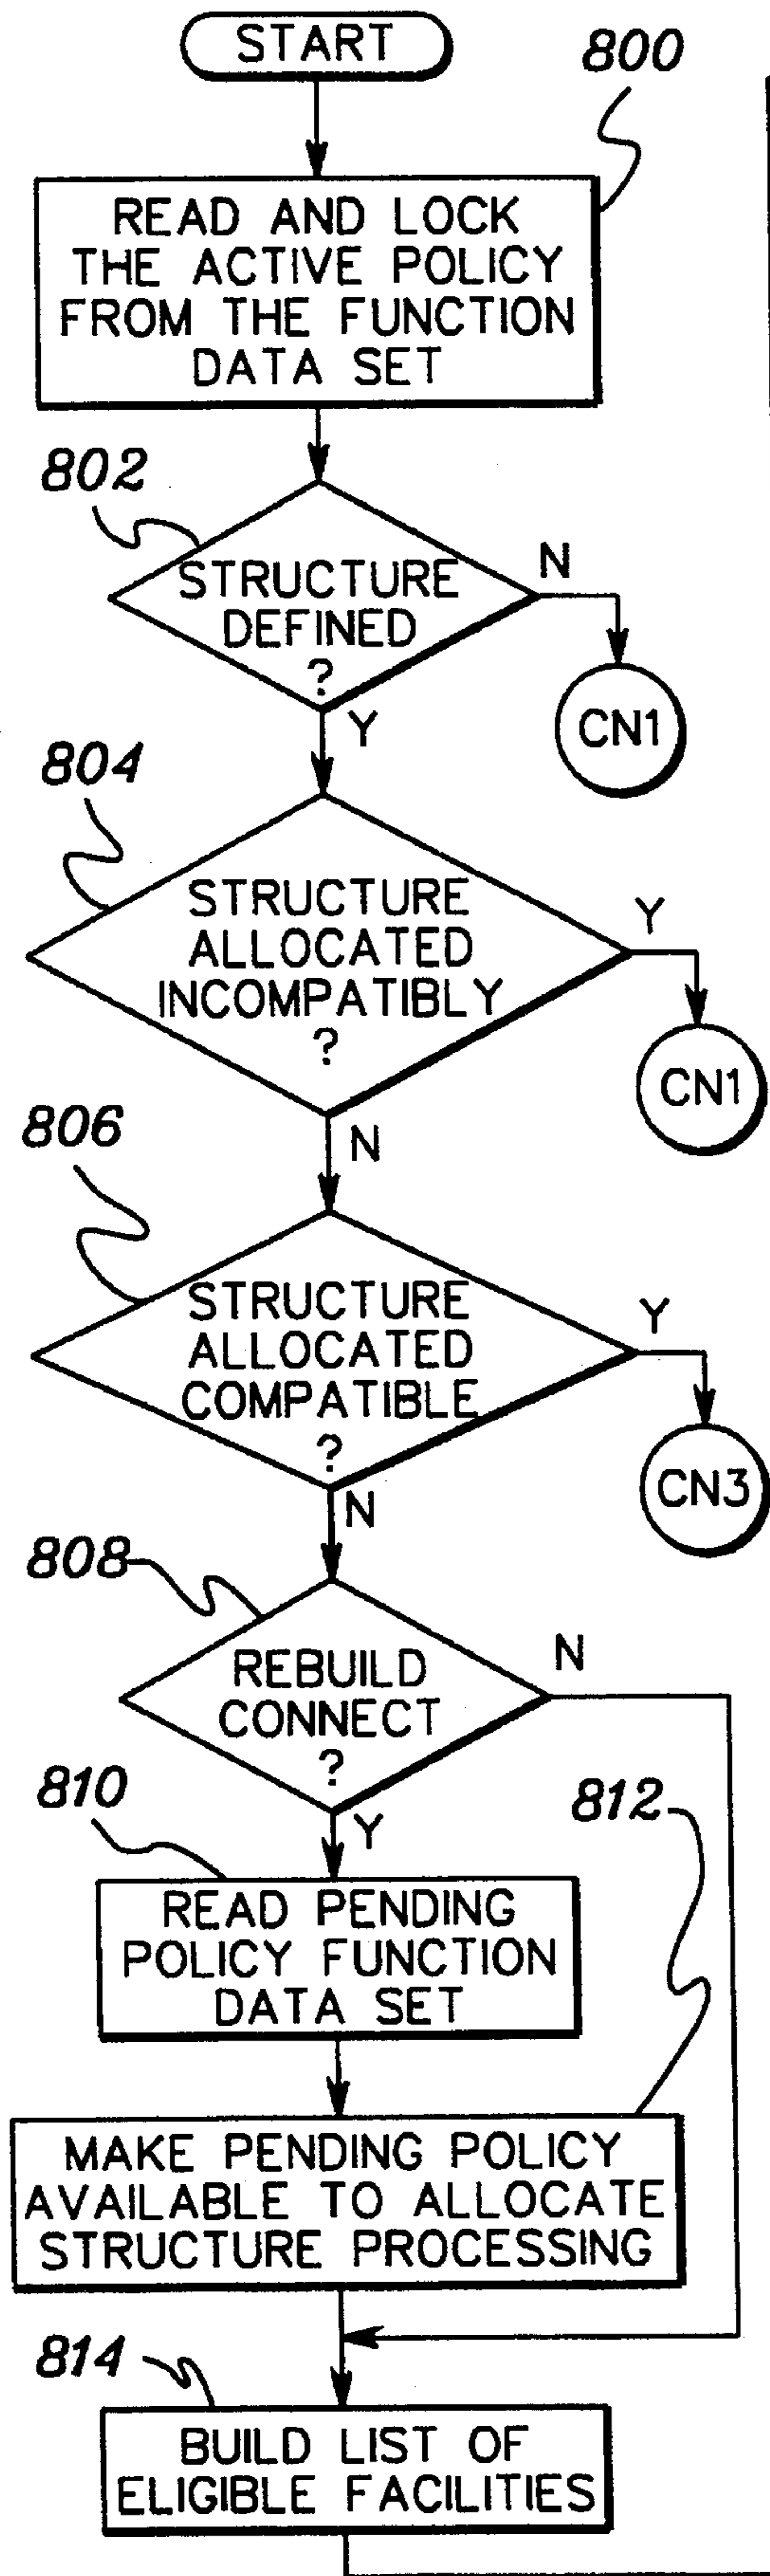 START
800
READ AND LOCK
THE ACTIVE POLICY
FROM THE FUNCTION
DATA SET
802
STRUCTURE
DEFINED
?
N
CN1
Y
804
STRUCTURE
ALLOCATED
INCOMPATIBLY
?
Y
CN1
N
806
STRUCTURE
ALLOCATED
COMPATIBLE
?
Y
CN3
N
808
REBUILD
CONNECT
?
N
Y
810
812
READ PENDING
POLICY FUNCTION
DATA SET
MAKE PENDING POLICY
AVAILABLE TO ALLOCATE
STRUCTURE PROCESSING
814
BUILD LIST OF
ELIGIBLE FACILITIES